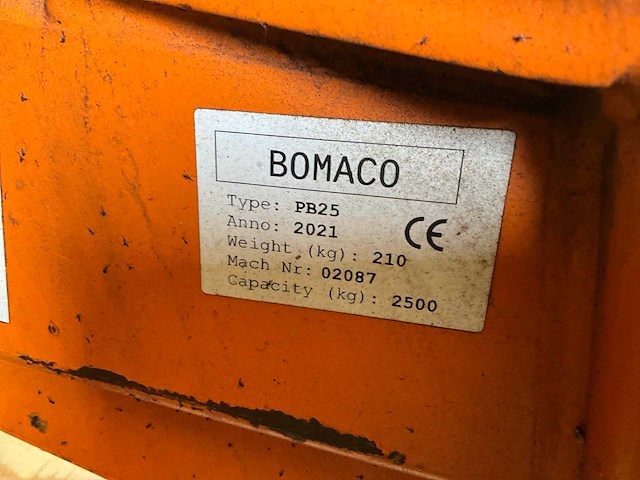 BOMACO
Type: PB25
Anno: 2021
CE
Weight (kg): 210
Mach Nr: 02087
Capacity (kg): 2500